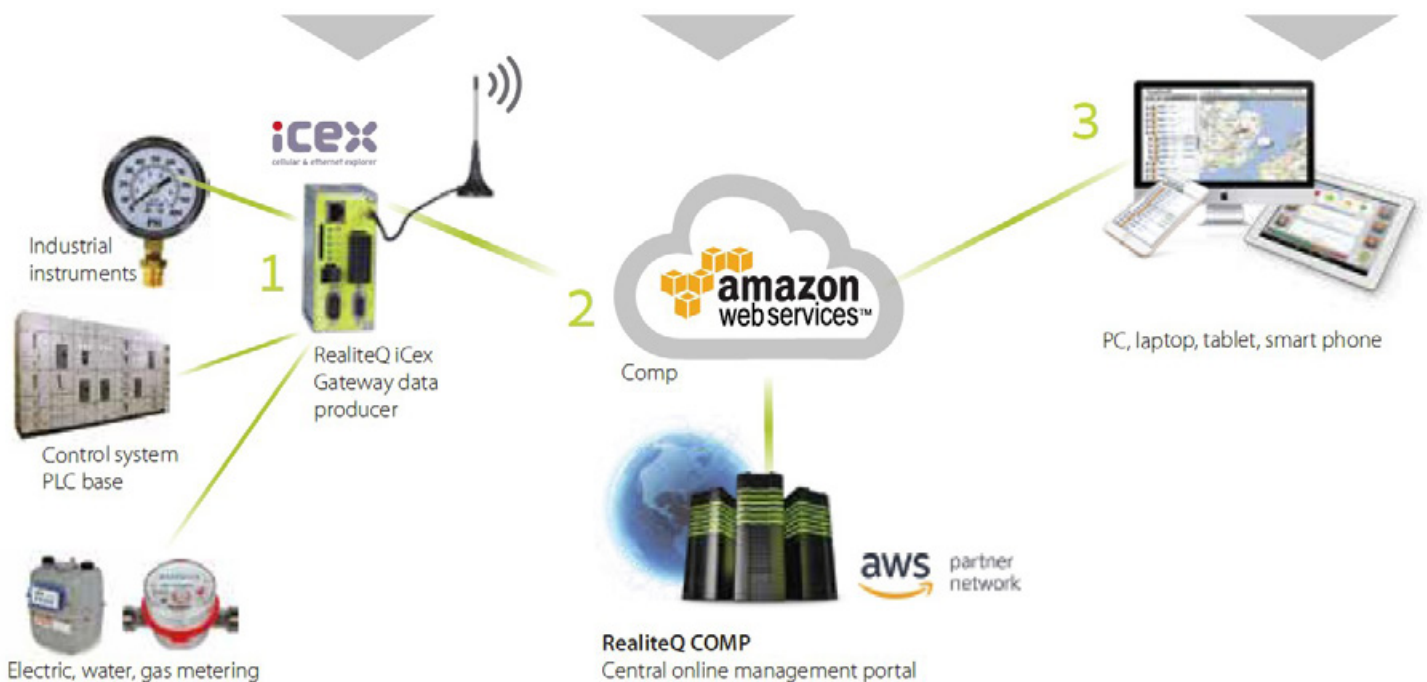 icex
cellular & ethernet explorer
PSI
Industrial
instruments
1
RealiteQ iCex
Gateway data
producer
Control system
PLC base
Electric, water, gas metering
2
amazon
web services™
Comp
RealiteQ COMP
Central online management portal
aws
partner
network
3
PC, laptop, tablet, smart phone